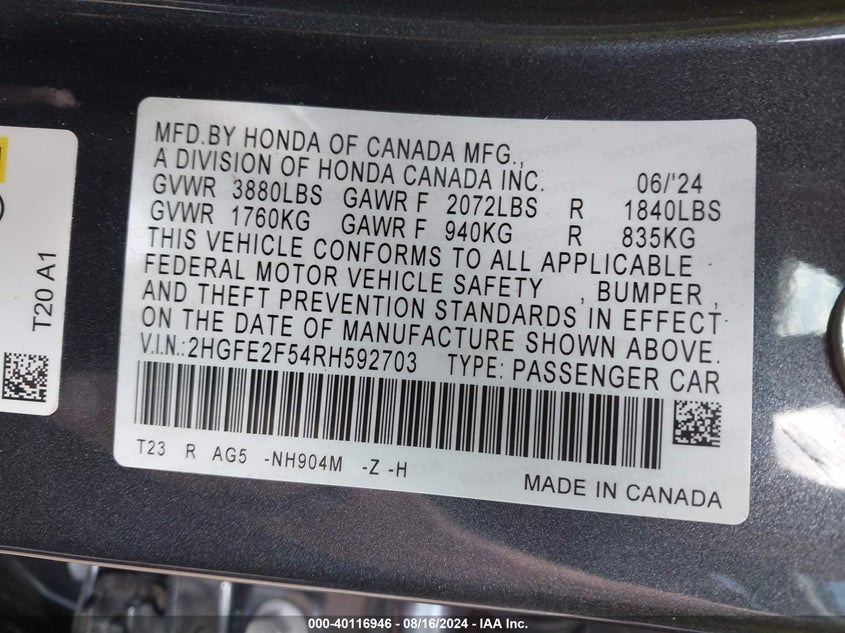 MFD.BY HONDA OF CANADA MFG.,
A DIVISION OF HONDA CANADA INC. 06/'24
GVWR 3880LBS GAWR F 2072LBS R 1840LBS
GVWR 1760KG GAWR F 940KG R 835KG
THIS VEHICLE CONFORMS TO ALL APPLICABLE
FEDERAL MOTOR VEHICLE SAFETY , BUMPER ,
AND THEFT PREVENTION STANDARDS IN EFFECT
ON THE DATE OF MANUFACTURE SHOWN ABOVE.
V.I.N.:2HGFE2F54RH592703 TYPE: PASSENGER CAR
T23 R AG5 -NH904M -Z -H
MADE IN CANADA
T20 A1
000-40116946 - 08/16/2024 - IAA Inc.